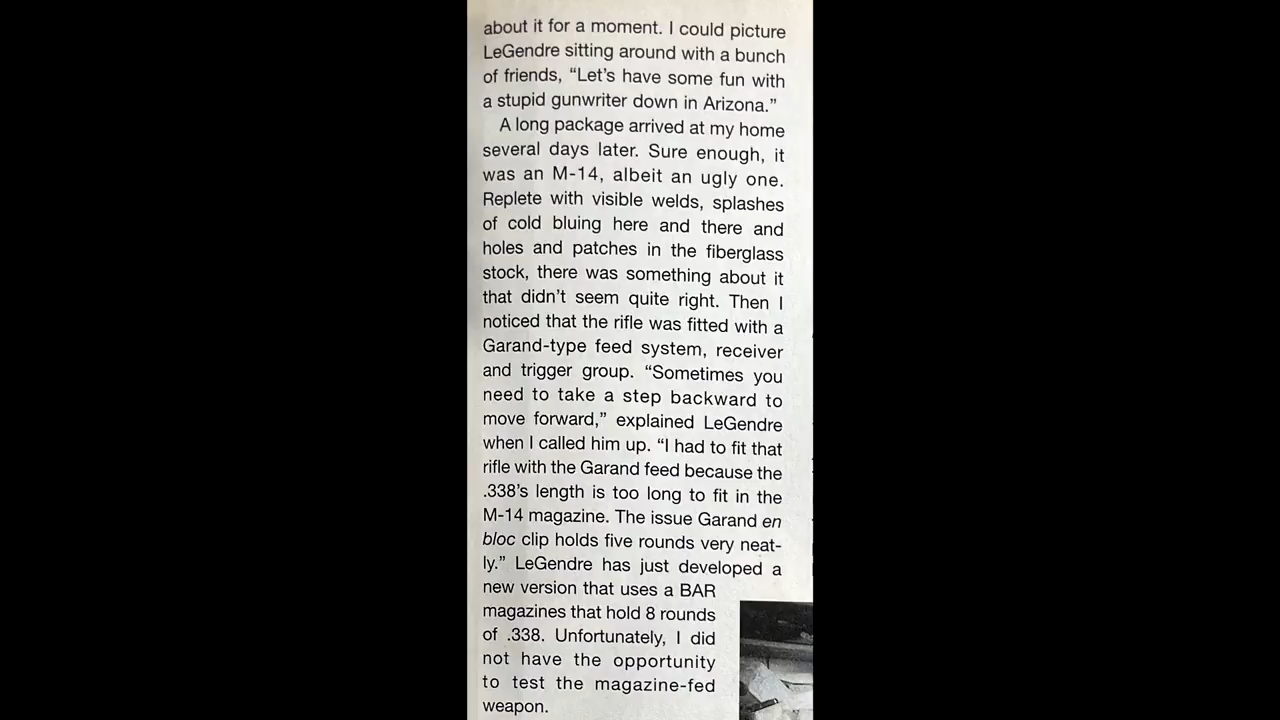 about it for a moment. I could picture
LeGendre sitting around with a bunch
of friends, “Let’s have some fun with
a stupid gunwriter down in Arizona.”
A long package arrived at my home
several days later. Sure enough, it
was an M-14, albeit an ugly one.
Replete with visible welds, splashes
of cold bluing here and there and
holes and patches in the fiberglass
stock, there was something about it
that didn’t seem quite right. Then I
noticed that the rifle was fitted with a
Garand-type feed system, receiver
and trigger group. “Sometimes you
need to take a step backward to
move forward,” explained LeGendre
when I called him up. “I had to fit that
rifle with the Garand feed because the
.338’s length is too long to fit in the
M-14 magazine. The issue Garand en
bloc clip holds five rounds very neat-
ly.” LeGendre has just developed a
new version that uses a BAR
magazines that hold 8 rounds
of .338. Unfortunately, I did
not have the opportunity
to test the magazine-fed
weapon.